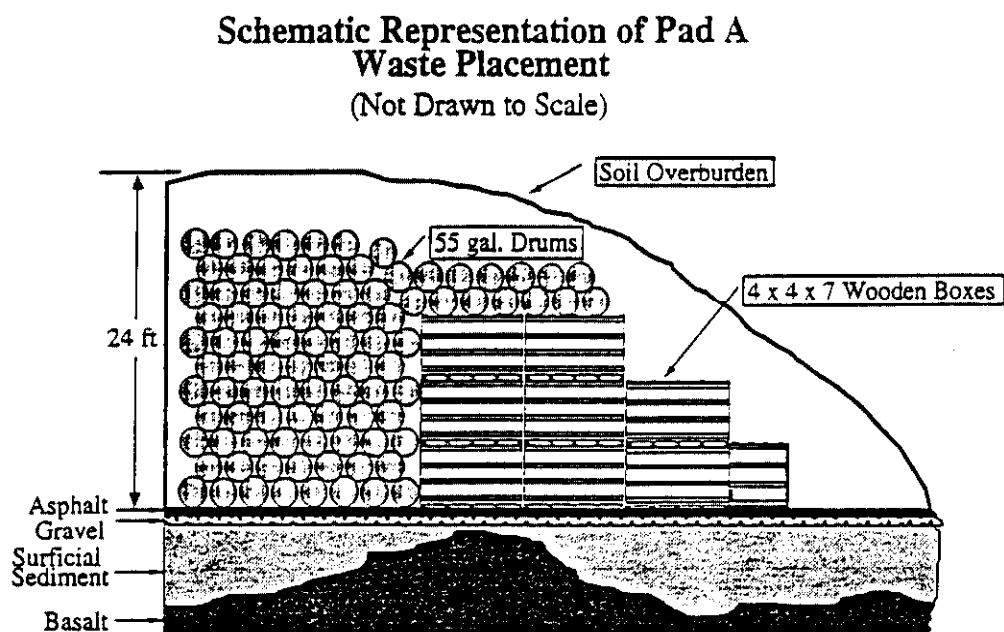 Schematic Representation of Pad A
Waste Placement
(Not Drawn to Scale)
Soil Overburden
55 gal. Drums
4 x 4 x 7 Wooden Boxes
24 ft
Asphalt
Gravel
Surficial
Sediment
Basalt